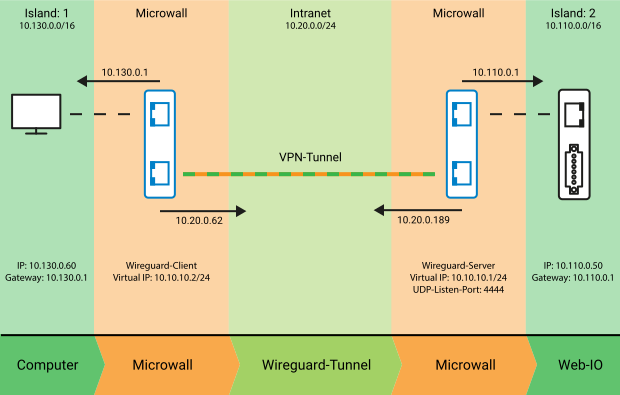 Island: 1
10.130.0.0/16
Microwall
Intranet
10.20.0.0/24
Microwall
Island: 2
10.110.0.0/16
10.130.0.1
10.110.0.1
VPN-Tunnel
10.20.0.62
10.20.0.189
IP: 10.130.0.60
Gateway: 10.130.0.1
Wireguard-Client
Virtual IP: 10.10.10.2/24
Wireguard-Server
Virtual IP: 10.10.10.1/24
UDP-Listen-Port: 4444
IP: 10.110.0.50
Gateway: 10.110.0.1
Computer
Microwall
Wireguard-Tunnel
Microwall
Web-IO